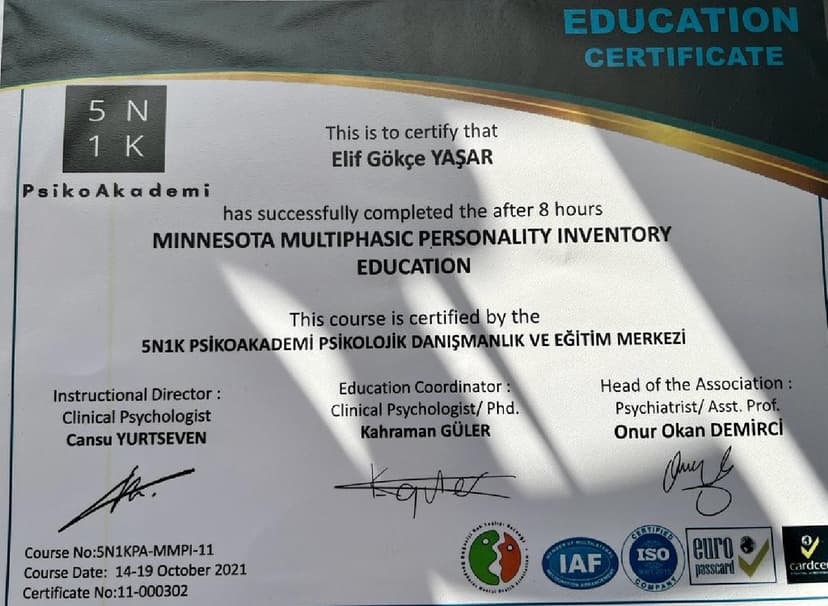 EDUCATION
CERTIFICATE
5 N
1 K
PsikoAkademi
This is to certify that
Elif Gökçe YAŞAR
has successfully completed the after 8 hours
MINNESOTA MULTIPHASIC PERSONALITY INVENTORY
EDUCATION
This course is certified by the
5N1K PSİKOAKADEMİ PSİKOLOJİK DANIŞMANLIK VE EĞİTİM MERKEZİ
Instructional Director :
Clinical Psychologist
Cansu YURTSEVEN
Education Coordinator :
Clinical Psychologist/ Phd.
Kahraman GÜLER
Head of the Association :
Psychiatrist/ Asst. Prof.
Onur Okan DEMİRCİ
Course No:5N1KPA-MMPI-11
Course Date: 14-19 October 2021
Certificate No:11-000302
IAF
CERTIFIED
ISO
COMPANY
euro
passcard